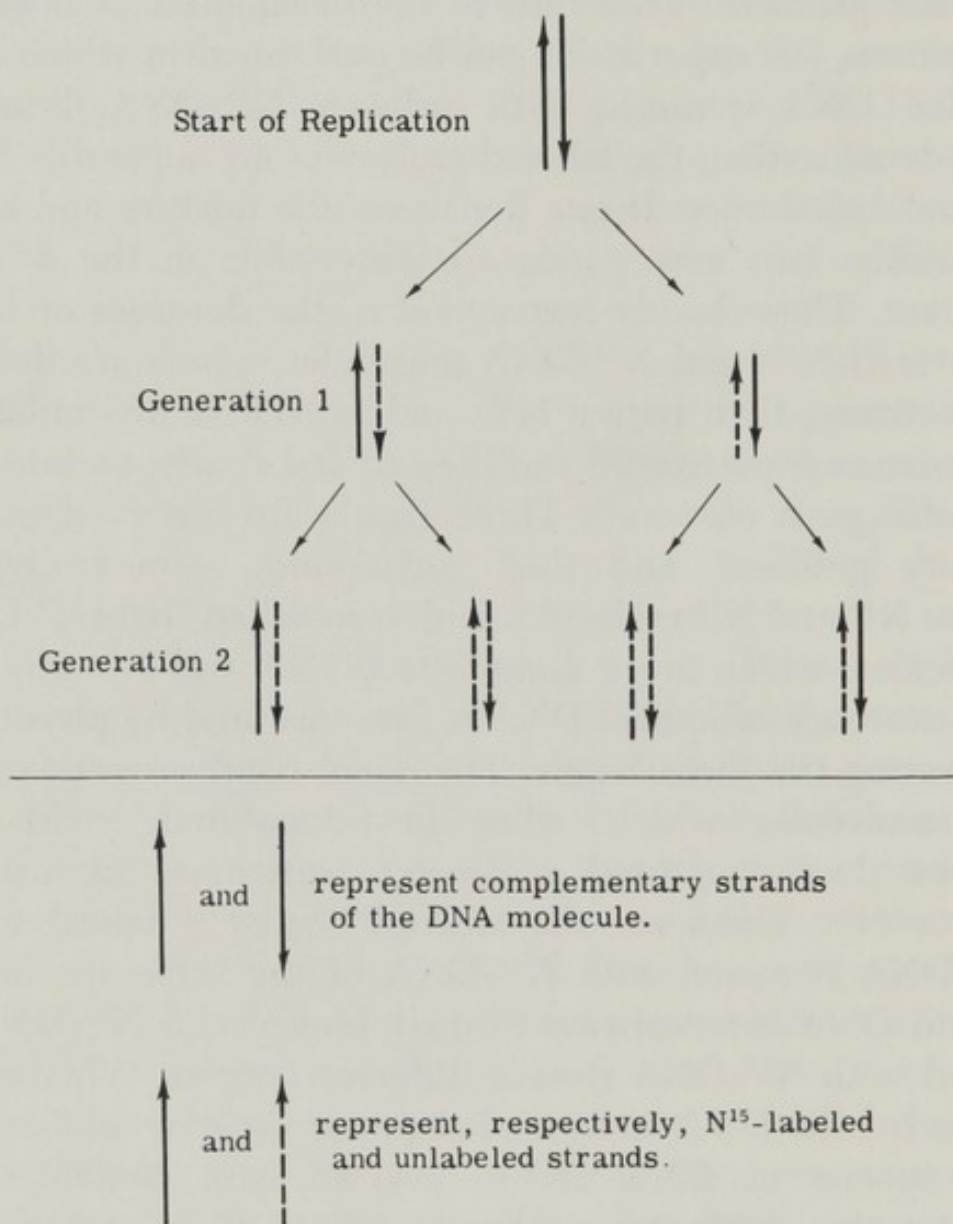 Start of Replication
Generation 1
Generation 2
and
represent complementary strands
of the DNA molecule.
and
represent, respectively, N¹⁵-labeled
and unlabeled strands.